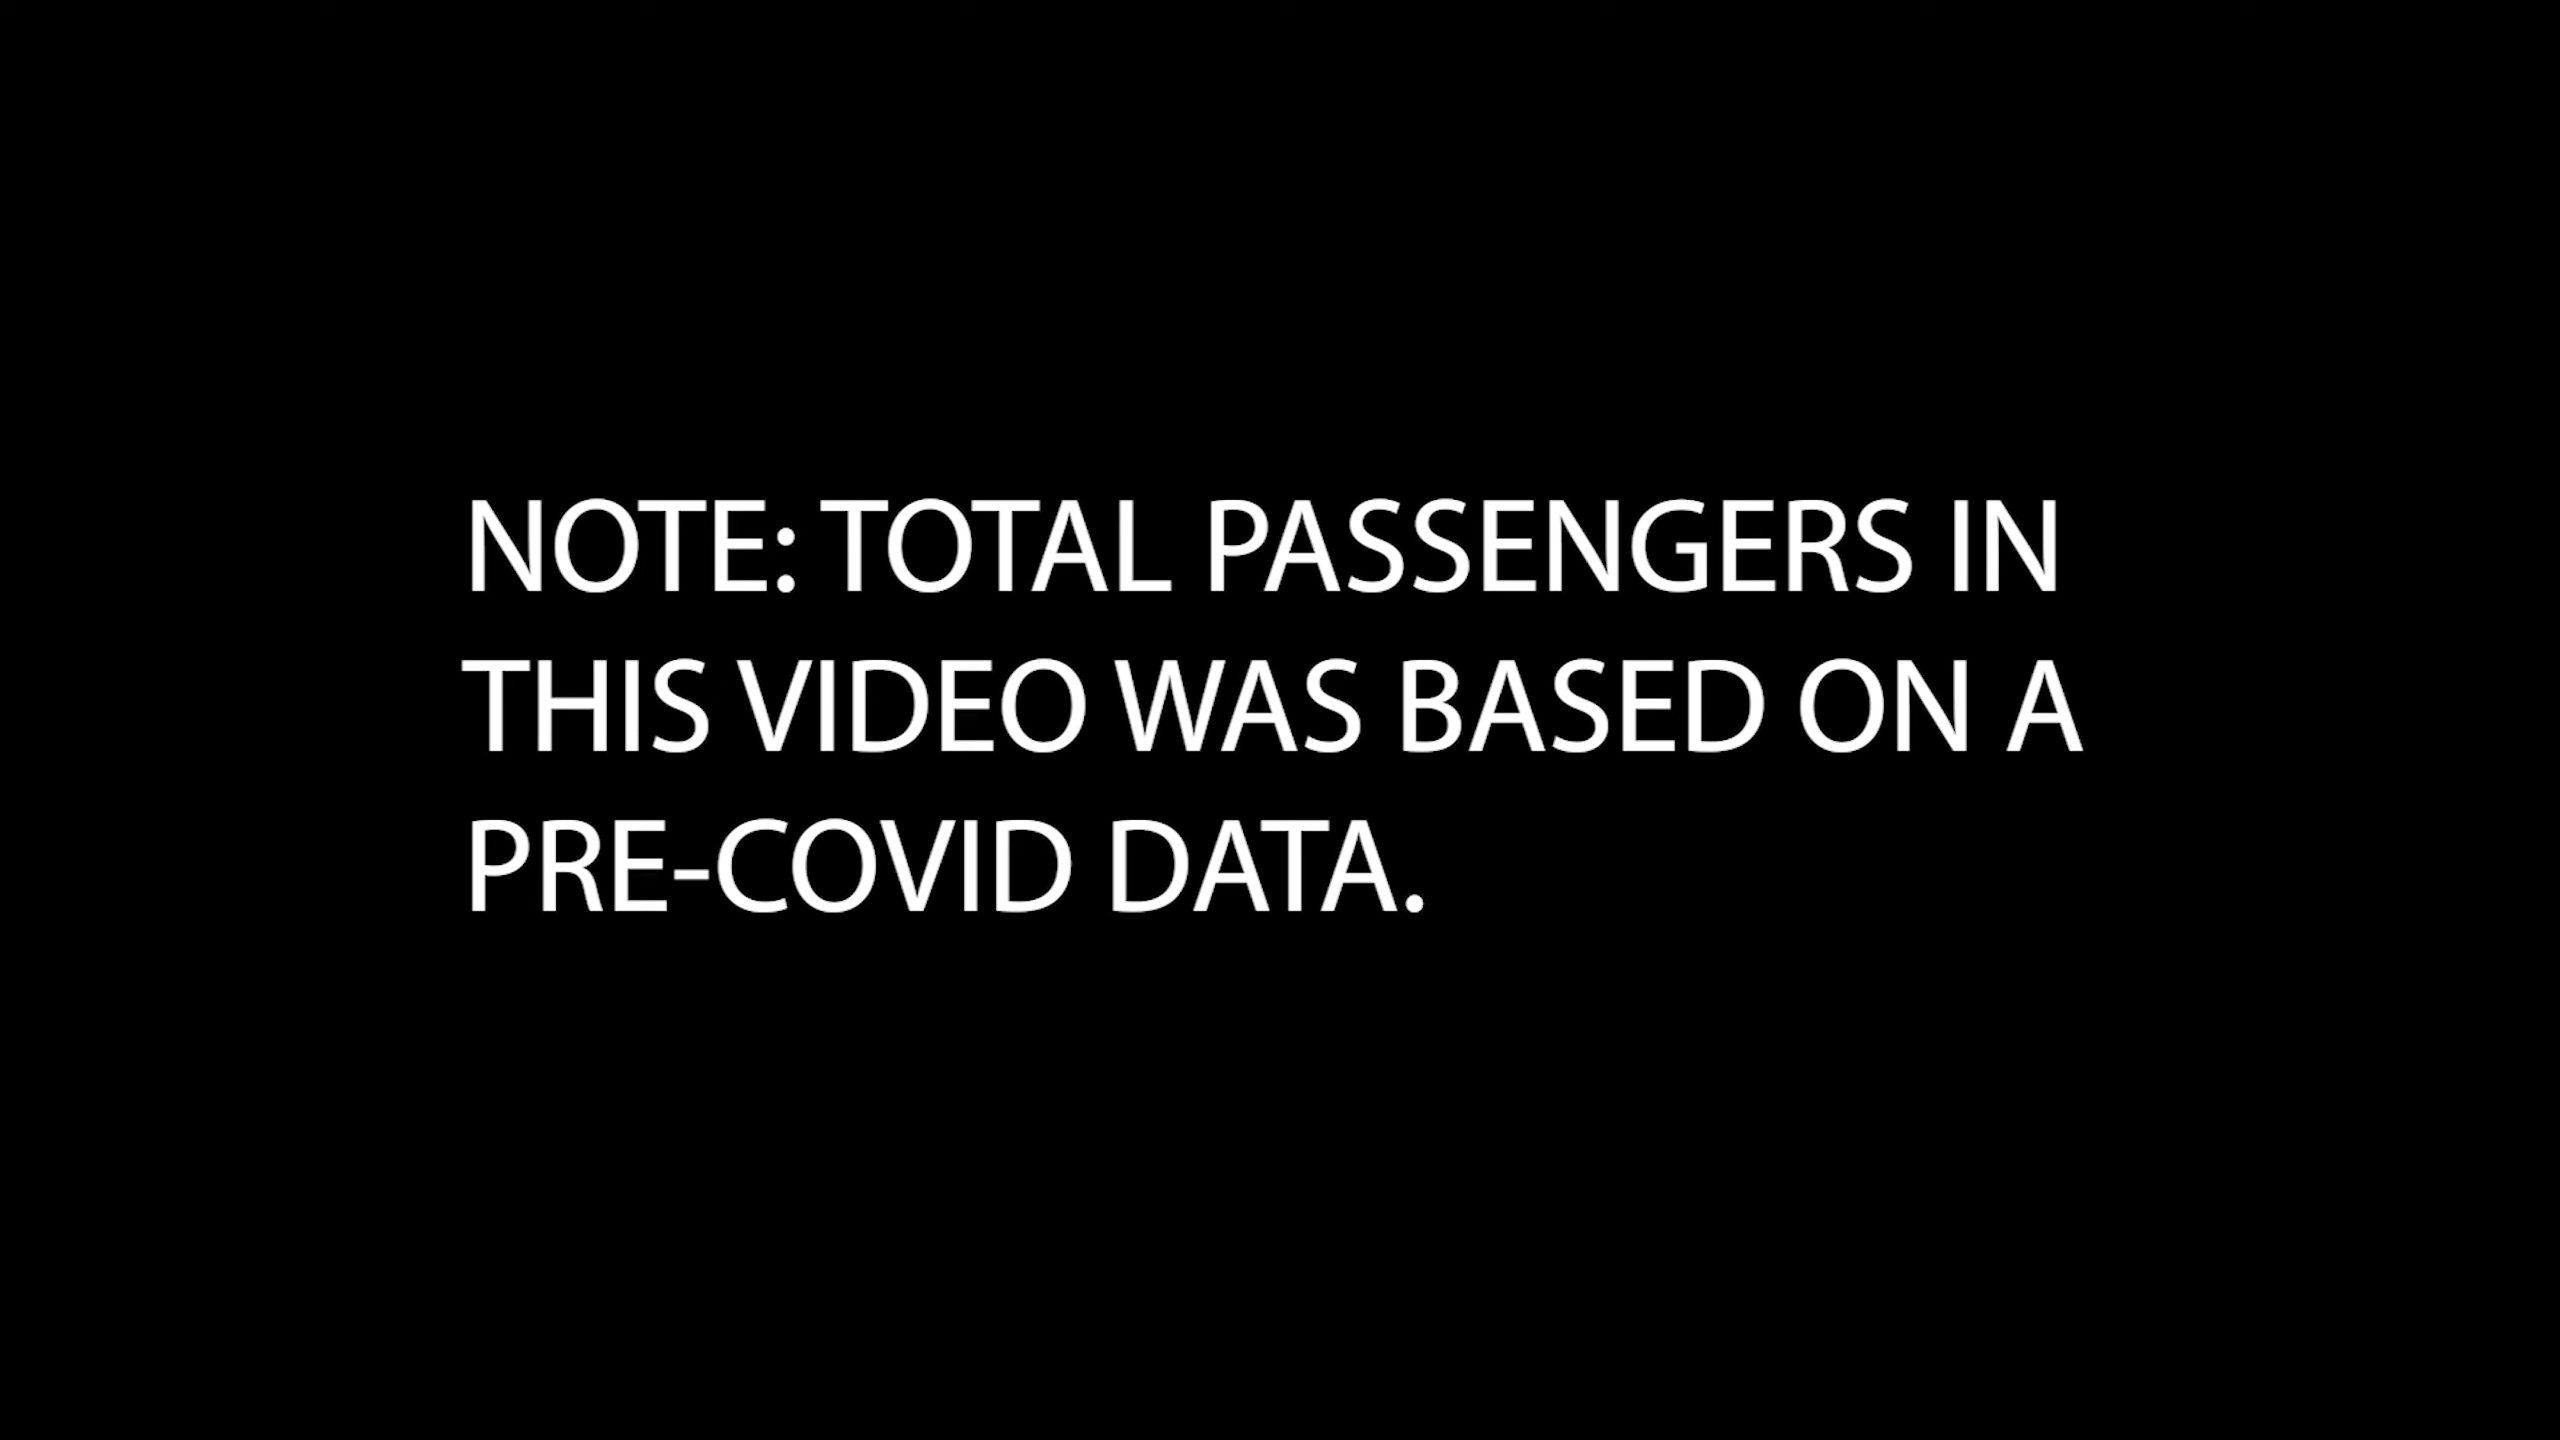 NOTE: TOTAL PASSENGERS IN
THIS VIDEO WAS BASED ON A
PRE-COVID DATA.